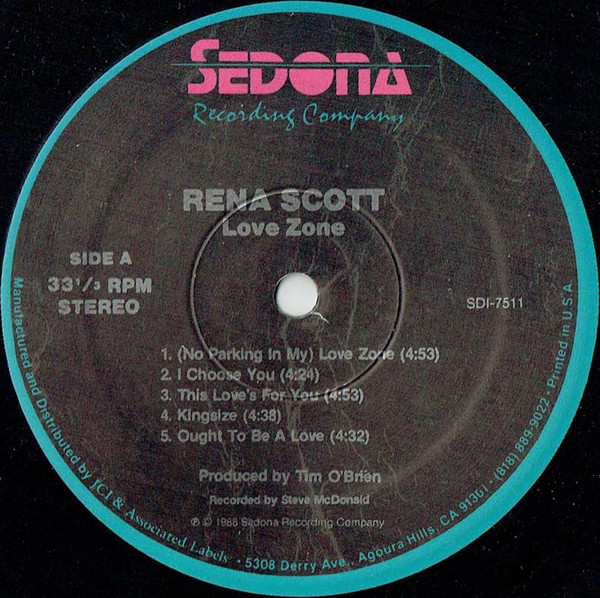 SEDONA
Recording Company
RENA SCOTT
Love Zone
SIDE A
33 1/3 RPM
STEREO
SDI-7511
1. (No Parking In My) Love Zone (4:53)
2. I Choose You (4:24)
3. This Love's For You (4:53)
4. Kingsize (4:38)
5. Ought To Be A Love (4:32)
Produced by Tim O'Brien
Recorded by Steve McDonald
℗ © 1988 Sedona Recording Company
Manufactured and Distributed by JCI & Associated Labels • 5308 Derry Ave., Agoura Hills, CA 91301 • (818) 889-9022 • Printed in U.S.A